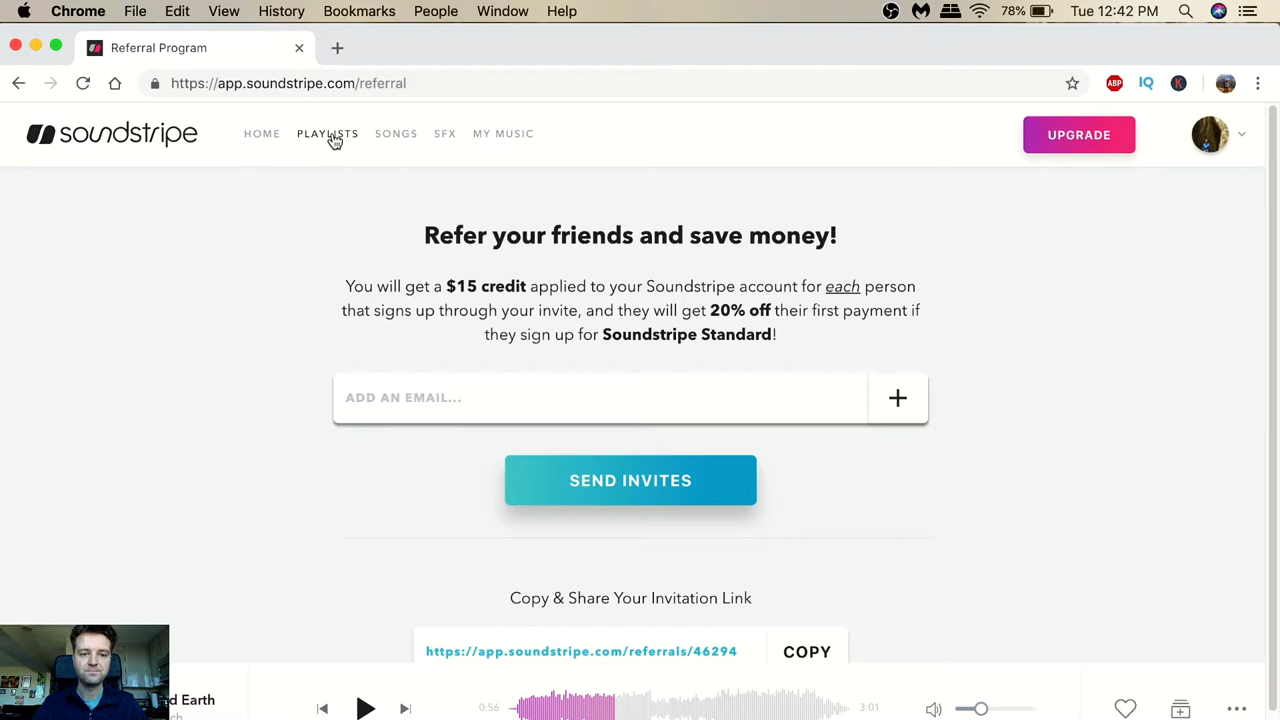 Chrome File Edit View History Bookmarks People Window Help 78% Tue 12:42 PM
Referral Program
https://app.soundstripe.com/referral ABP IQ K
soundstripe HOME PLAYLISTS SONGS SFX MY MUSIC UPGRADE
Refer your friends and save money!
You will get a $15 credit applied to your Soundstripe account for each person
that signs up through your invite, and they will get 20% off their first payment if
they sign up for Soundstripe Standard!
ADD AN EMAIL...
SEND INVITES
Copy & Share Your Invitation Link
https://app.soundstripe.com/referrals/46294 COPY
d Earth
ch
0:56 3:01